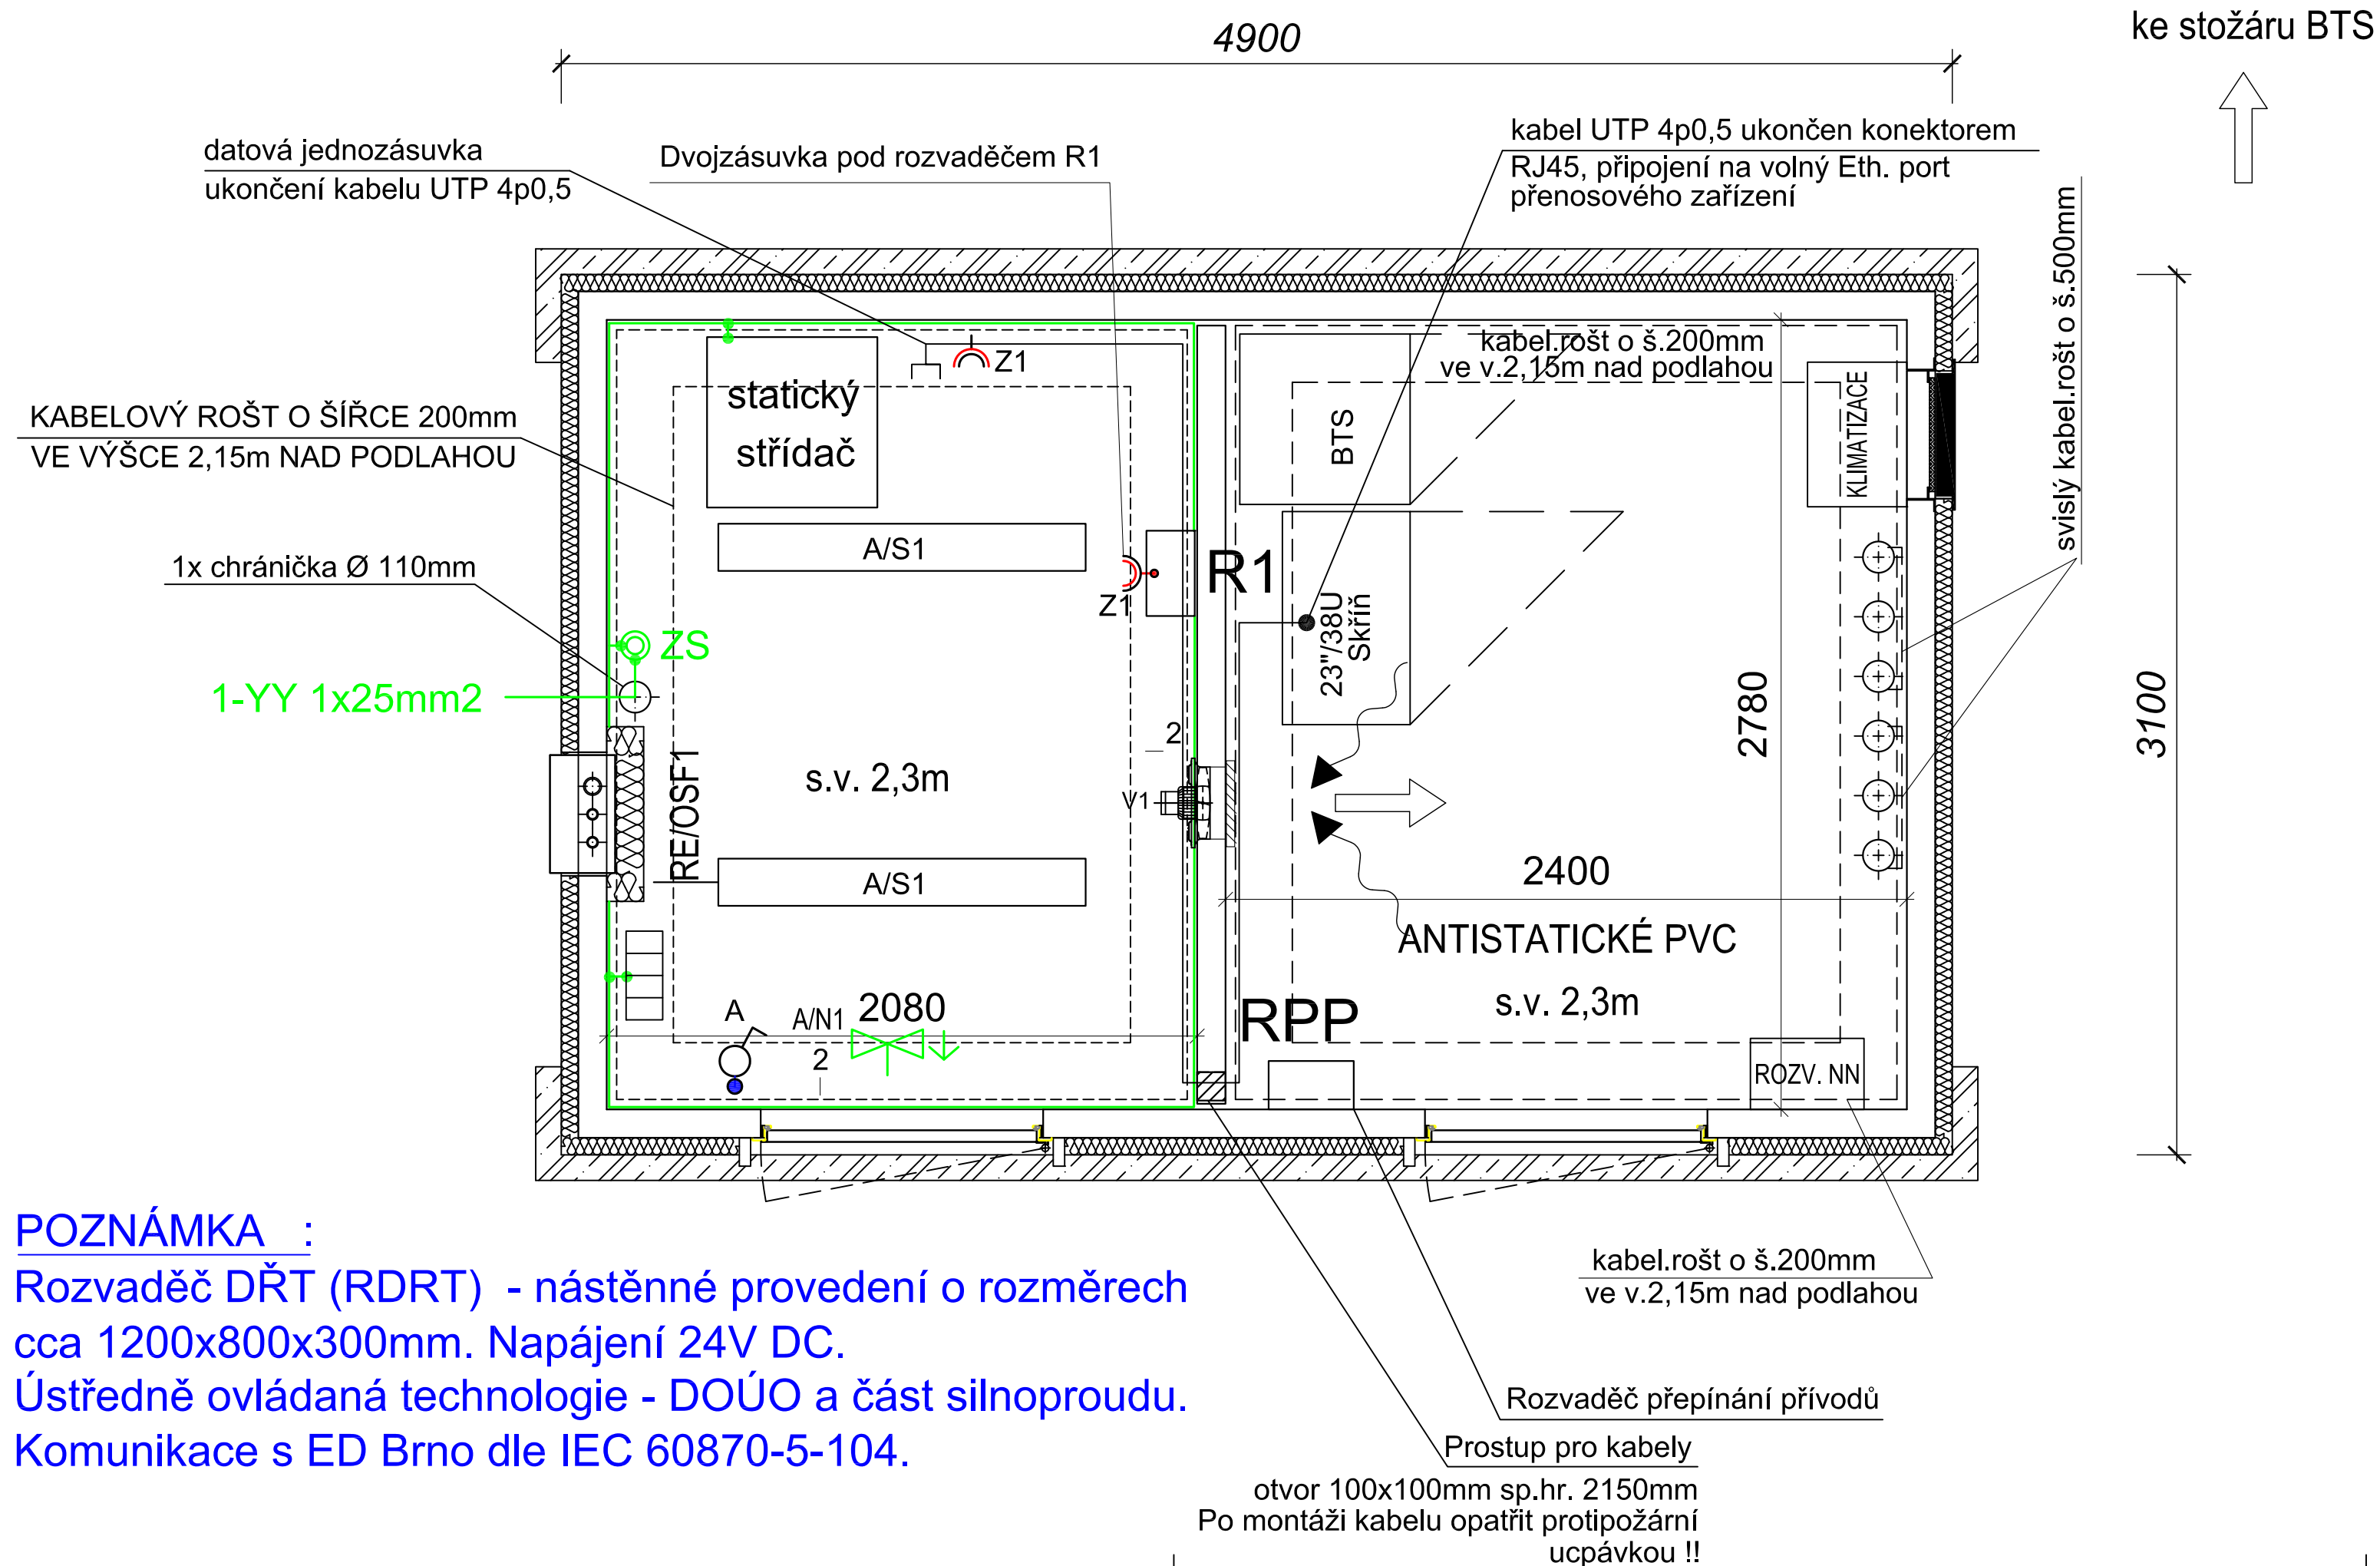 4900
ke stožáru BTS
datová jednozásuvka
ukončení kabelu UTP 4p0,5
Dvojzásuvka pod rozvaděčem R1
kabel UTP 4p0,5 ukončen konektorem
RJ45, připojení na volný Eth. port
přenosového zařízení
svislý kabel.rošt o š.500mm
KABELOVÝ ROŠT O ŠÍŘCE 200mm
VE VÝŠCE 2,15m NAD PODLAHOU
1x chránička Ø 110mm
1-YY 1x25mm2
ZS
statický
střídač
Z1
kabel.rošt o š.200mm
ve v.2,15m nad podlahou
BTS
KLIMATIZACE
A/S1
Z1
R1
23"/38U
Skříň
2780
3100
2
V1
RE/OSF1
s.v. 2,3m
A/S1
2400
ANTISTATICKÉ PVC
s.v. 2,3m
A
A/N1
2080
2
RPP
ROZV. NN
POZNÁMKA :
Rozvaděč DŘT (RDRT) - nástěnné provedení o rozměrech
cca 1200x800x300mm. Napájení 24V DC.
Ústředně ovládaná technologie - DOÚO a část silnoproudu.
Komunikace s ED Brno dle IEC 60870-5-104.
kabel.rošt o š.200mm
ve v.2,15m nad podlahou
Rozvaděč přepínání přívodů
Prostup pro kabely
otvor 100x100mm sp.hr. 2150mm
Po montáži kabelu opatřit protipožární
ucpávkou !!